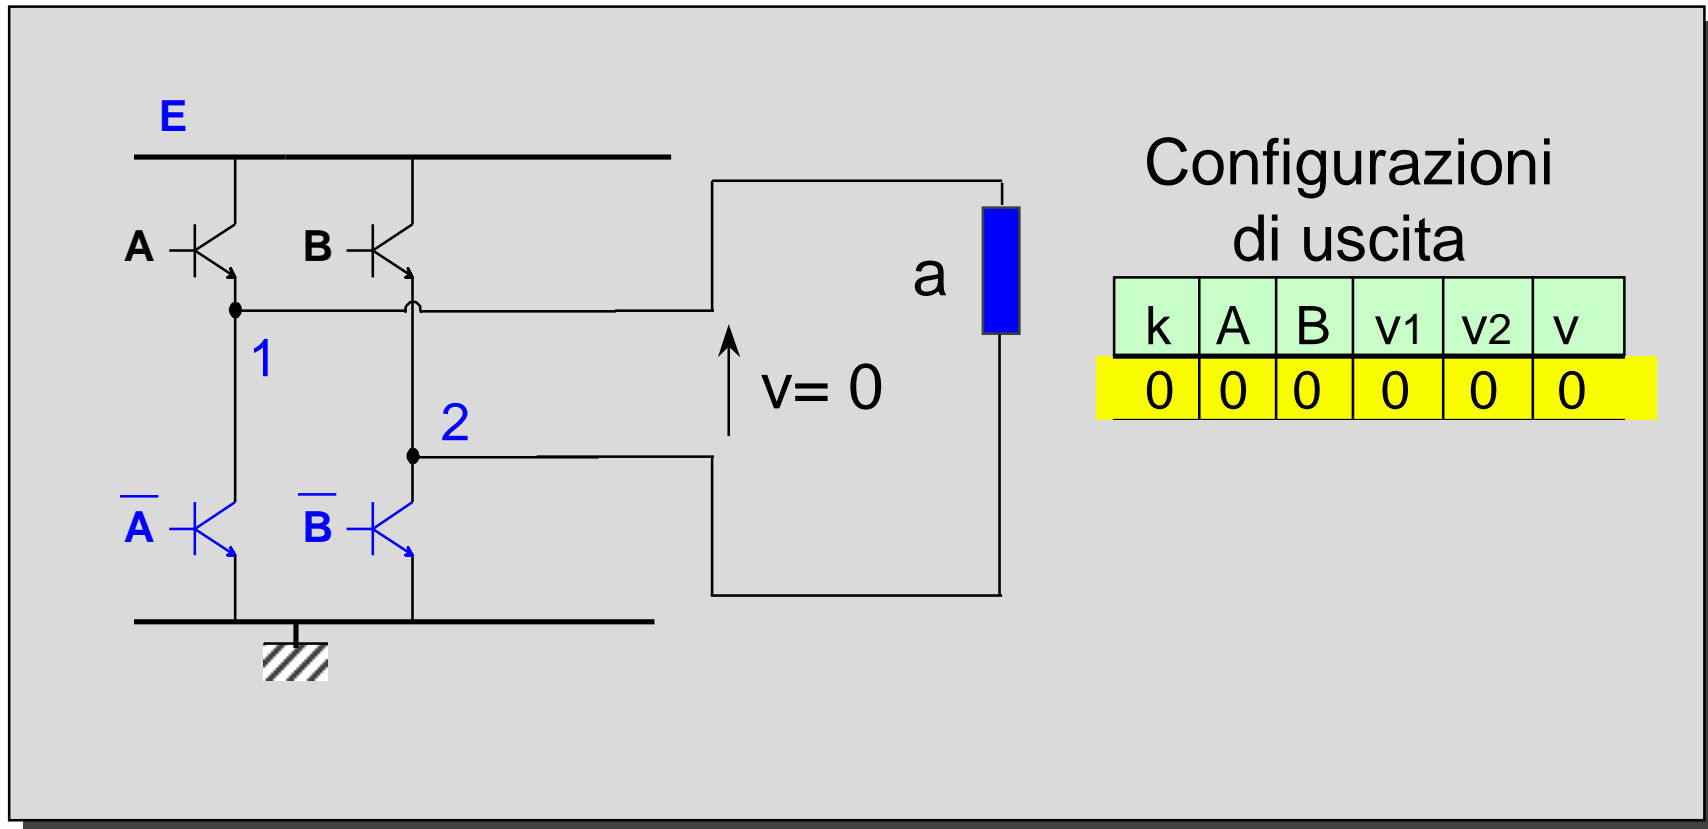 E
Configurazioni
di uscita
A B
a
k A B v1 v2 v
1
v= 0
0 0 0 0 0 0
2
A̅ B̅